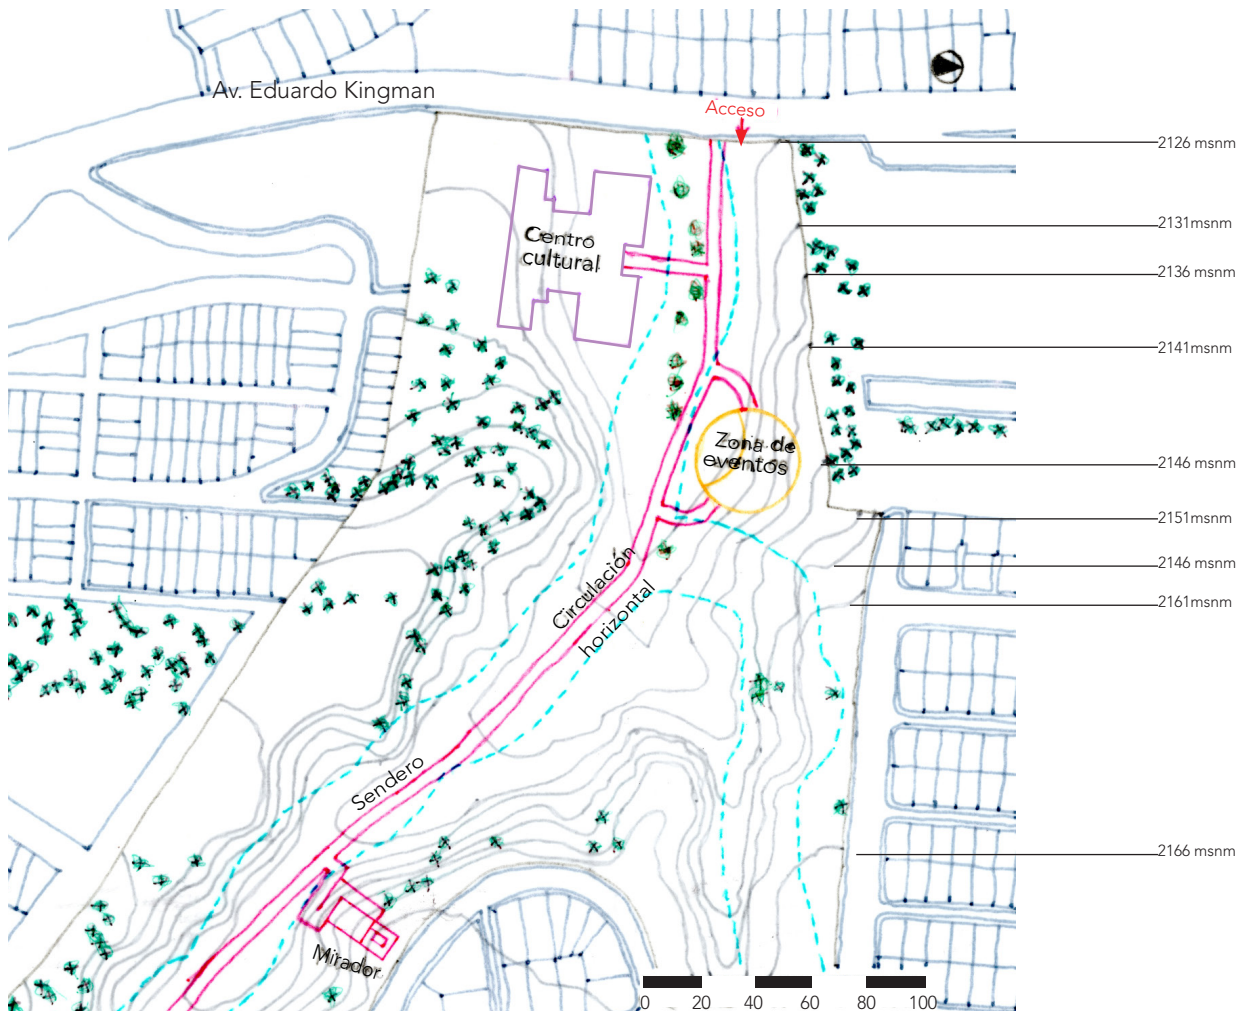 Av. Eduardo Kingman
Acceso
2126 msnm
2131msnm
Centro
cultural
2136 msnm
2141msnm
Zona de
eventos
2146 msnm
2151msnm
Circulación
horizontal
2146 msnm
2161msnm
Sendero
2166 msnm
Mirador
0 20 40 60 80 100